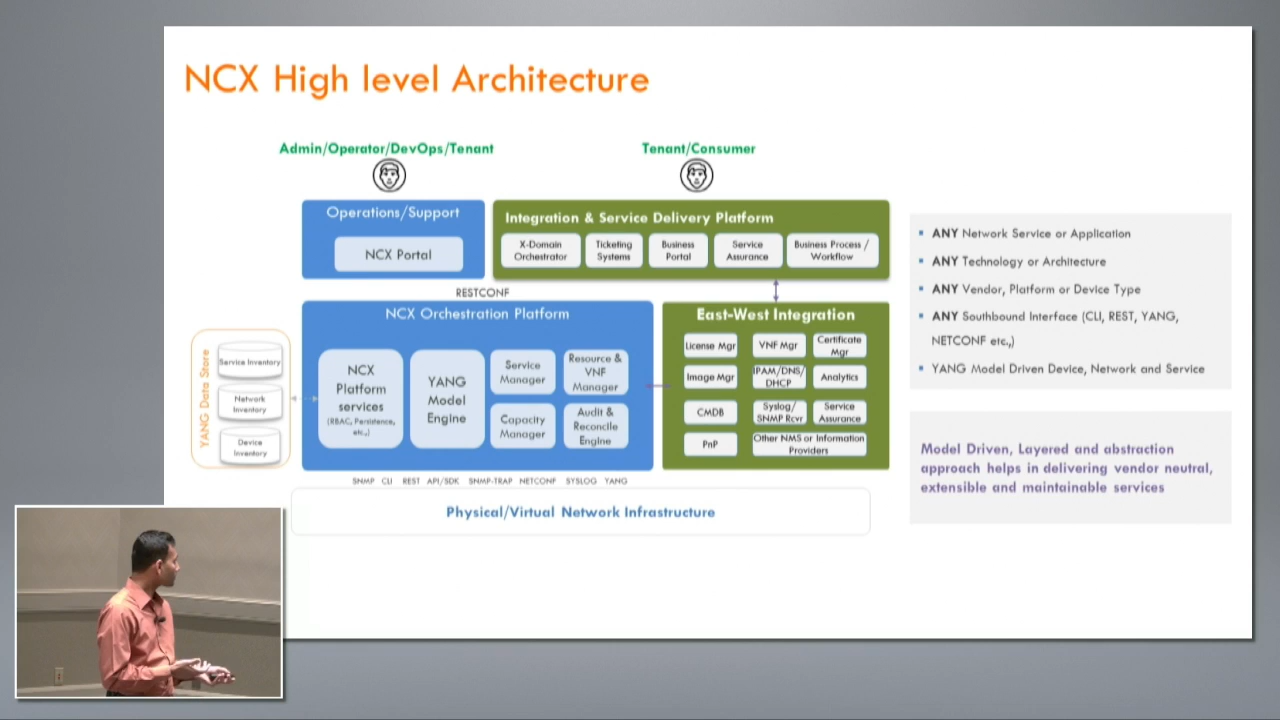 NCX High level Architecture
Admin/Operator/DevOps/Tenant
Tenant/Consumer
Operations/Support
NCX Portal
Integration & Service Delivery Platform
X-Domain
Orchestrator
Ticketing
Systems
Business
Portal
Service
Assurance
Business Process /
Workflow
RESTCONF
NCX Orchestration Platform
NCX
Platform
services
(RBAC, Persistence,
etc.,)
YANG
Model
Engine
Service
Manager
Resource &
VNF
Manager
Capacity
Manager
Audit &
Reconcile
Engine
East-West Integration
License Mgr
VNF Mgr
Certificate
Mgr
Image Mgr
IPAM/DNS/
DHCP
Analytics
CMDB
Syslog/
SNMP Rcvr
Service
Assurance
PnP
Other NMS or Information
Providers
YANG Data Store
Service Inventory
Network
Inventory
Device
Inventory
SNMP CLI REST API/SDK SNMP-TRAP NETCONF SYSLOG YANG
Physical/Virtual Network Infrastructure
▪ ANY Network Service or Application
▪ ANY Technology or Architecture
▪ ANY Vendor, Platform or Device Type
▪ ANY Southbound Interface (CLI, REST, YANG,
NETCONF etc.,)
▪ YANG Model Driven Device, Network and Service
Model Driven, Layered and abstraction
approach helps in delivering vendor neutral,
extensible and maintainable services